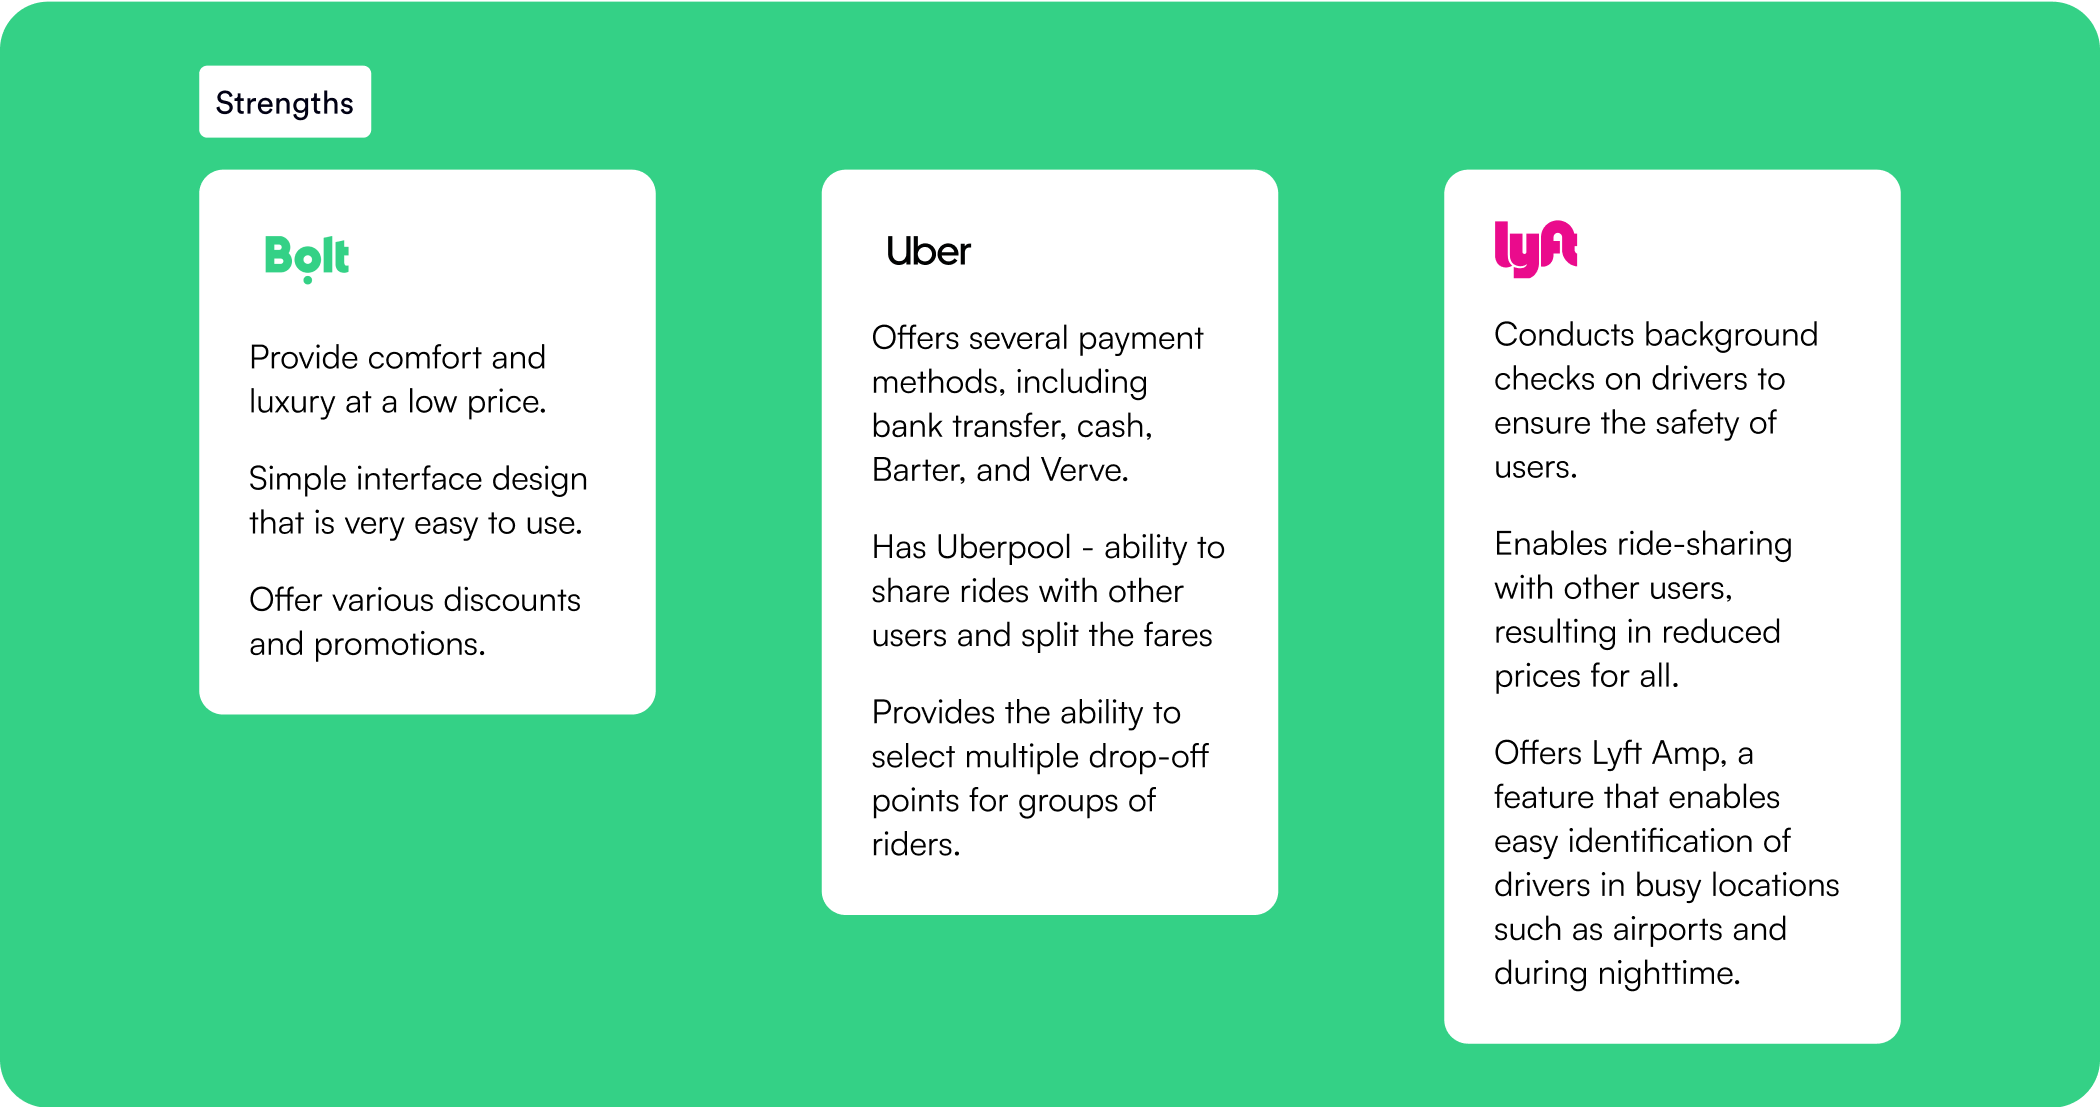 Strengths
Bolt
Provide comfort and
luxury at a low price.
Simple interface design
that is very easy to use.
Offer various discounts
and promotions.
Uber
Offers several payment
methods, including
bank transfer, cash,
Barter, and Verve.
Has Uberpool - ability to
share rides with other
users and split the fares
Provides the ability to
select multiple drop-off
points for groups of
riders.
lyft
Conducts background
checks on drivers to
ensure the safety of
users.
Enables ride-sharing
with other users,
resulting in reduced
prices for all.
Offers Lyft Amp, a
feature that enables
easy identification of
drivers in busy locations
such as airports and
during nighttime.